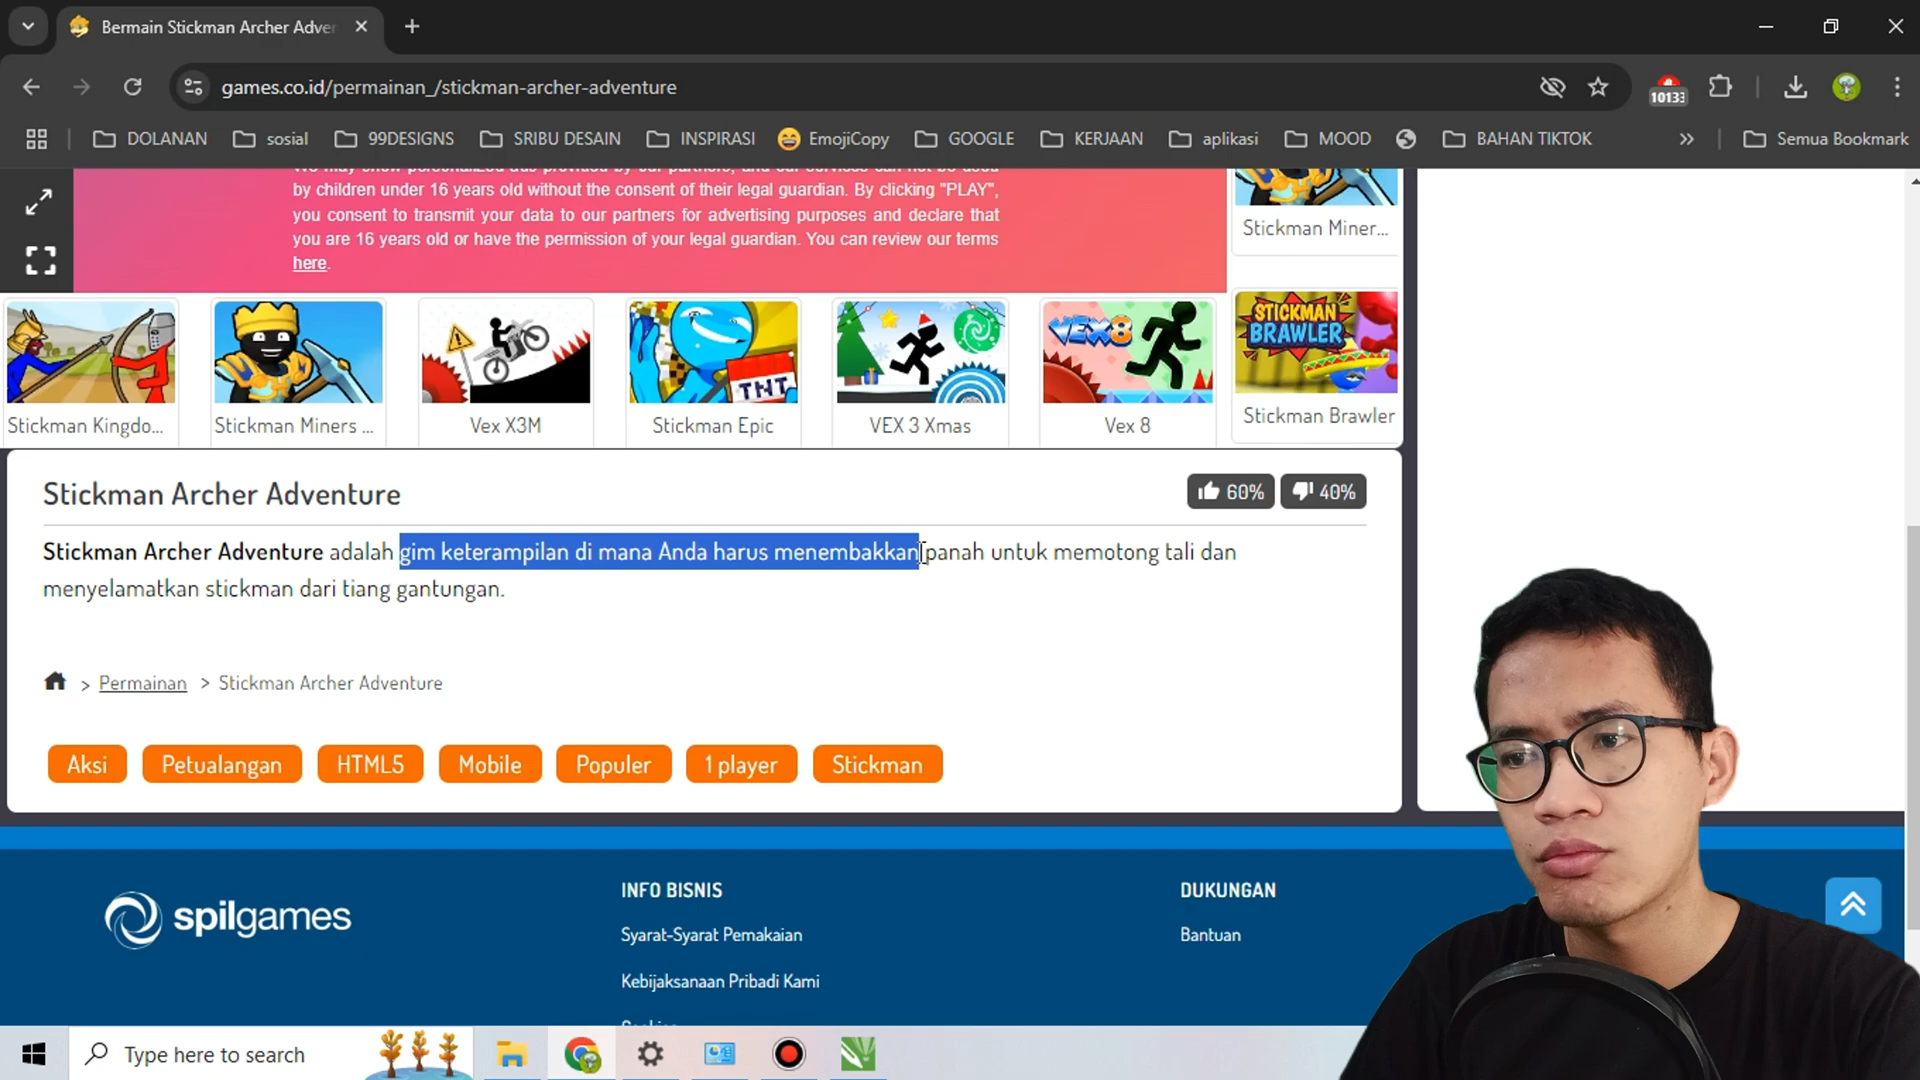 Bermain Stickman Archer Adver
games.co.id/permainan_/stickman-archer-adventure
10133
DOLANAN
sosial
99DESIGNS
SRIBU DESAIN
INSPIRASI
EmojiCopy
GOOGLE
KERJAAN
aplikasi
MOOD
BAHAN TIKTOK
Semua Bookmark
by children under 16 years old without the consent of their legal guardian. By clicking "PLAY",
you consent to transmit your data to our partners for advertising purposes and declare that
you are 16 years old or have the permission of your legal guardian. You can review our terms
here.
Stickman Miner...
VEX8
TNT
STICKMAN
BRAWLER
Stickman Kingdo...
Stickman Miners ...
Vex X3M
Stickman Epic
VEX 3 Xmas
Vex 8
Stickman Brawler
Stickman Archer Adventure
60%
40%
Stickman Archer Adventure adalah gim keterampilan di mana Anda harus menembakkan panah untuk memotong tali dan
menyelamatkan stickman dari tiang gantungan.
> Permainan > Stickman Archer Adventure
Aksi
Petualangan
HTML5
Mobile
Populer
1 player
Stickman
spilgames
INFO BISNIS
Syarat-Syarat Pemakaian
Kebijaksanaan Pribadi Kami
DUKUNGAN
Bantuan
Type here to search